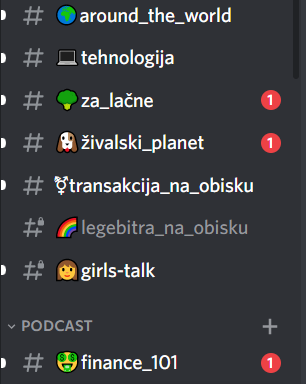 # 🌍around_the_world
# 💻tehnologija
# 🌳za_lačne 1
# 🐶živalski_planet 1
# ⚧transakcija_na_obisku
# 🌈legebitra_na_obisku
# 👩girls-talk
PODCAST +
# 🤑finance_101 1